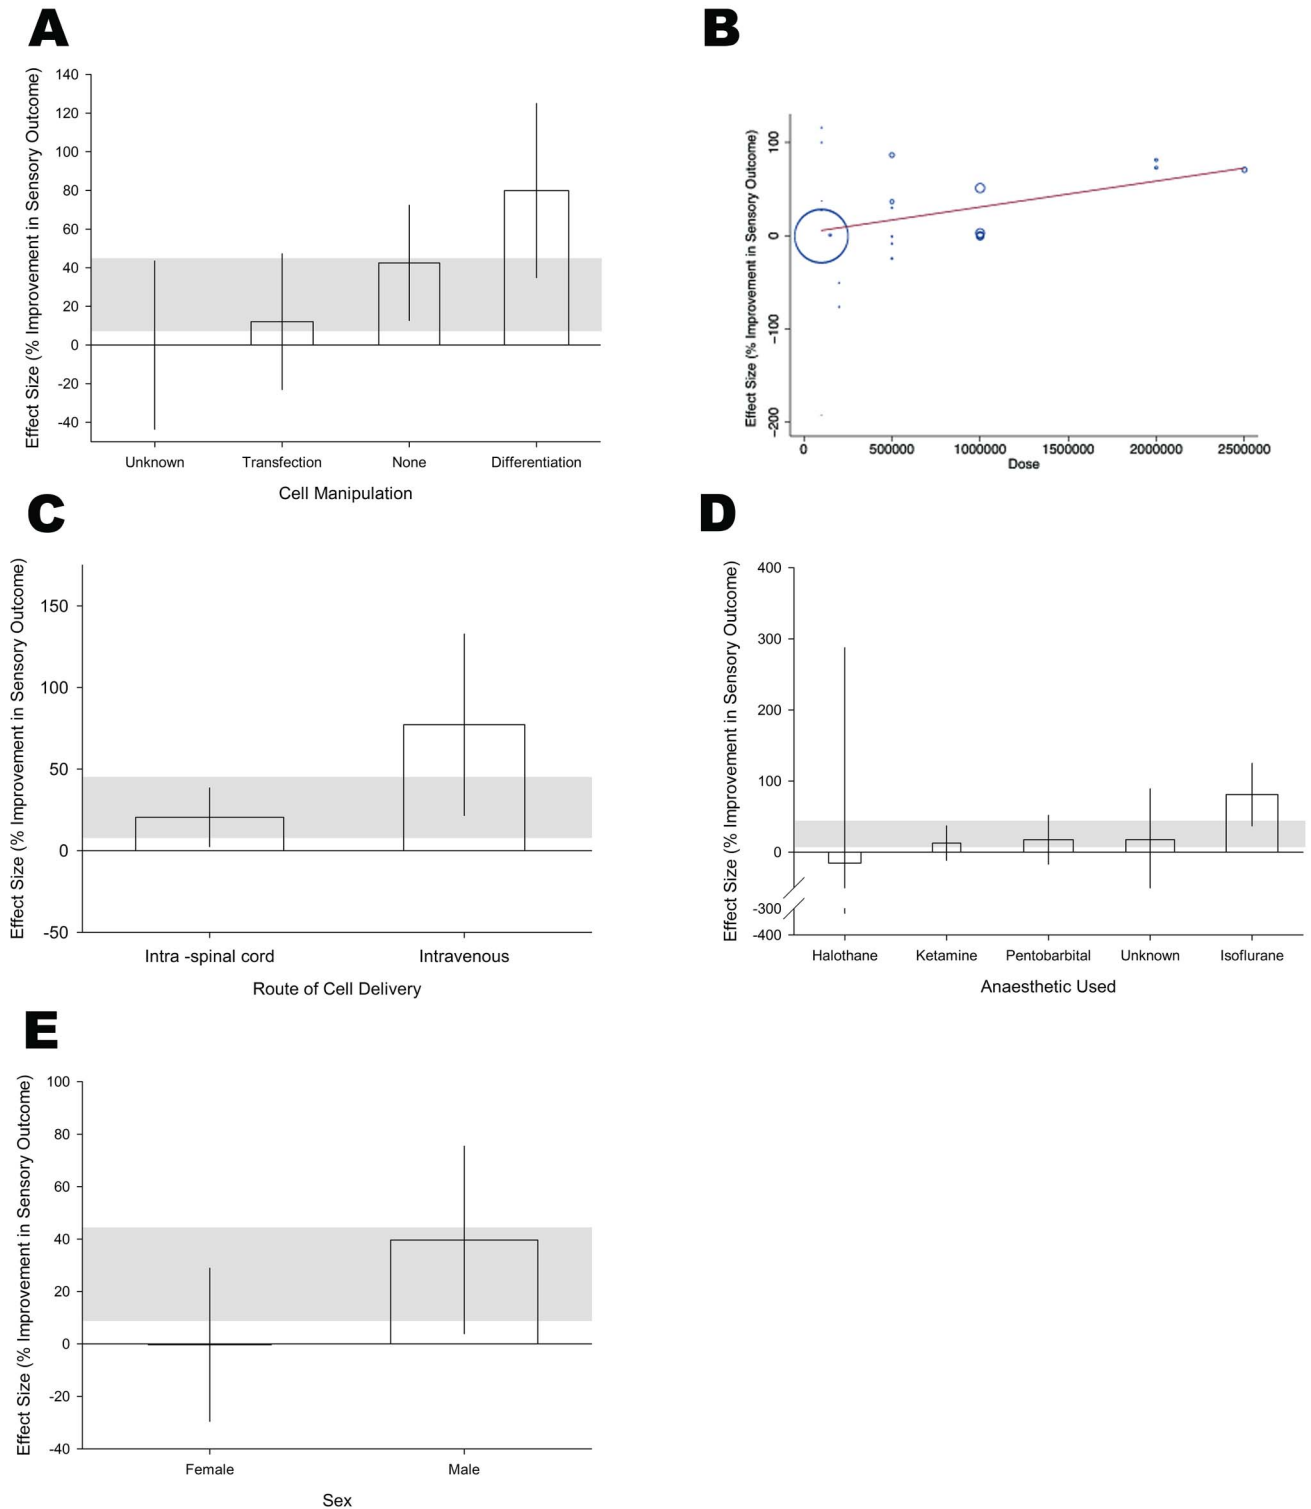 A
Effect Size (% Improvement in Sensory Outcome)
140
120
100
80
60
40
20
0
-20
-40
Unknown Transfection None Differentiation
Cell Manipulation
B
Effect Size (% Improvement in Sensory Outcome)
100
0
-100
-200
0 500000 1000000 1500000 2000000 2500000
Dose
C
Effect Size (% Improvement in Sensory Outcome)
150
100
50
0
-50
Intra -spinal cord Intravenous
Route of Cell Delivery
D
Effect Size (% Improvement in Sensory Outcome)
400
300
200
100
0
-300
-400
Halothane Ketamine Pentobarbital Unknown Isoflurane
Anaesthetic Used
E
Effect Size (% Improvement in Sensory Outcome)
100
80
60
40
20
0
-20
-40
Female Male
Sex